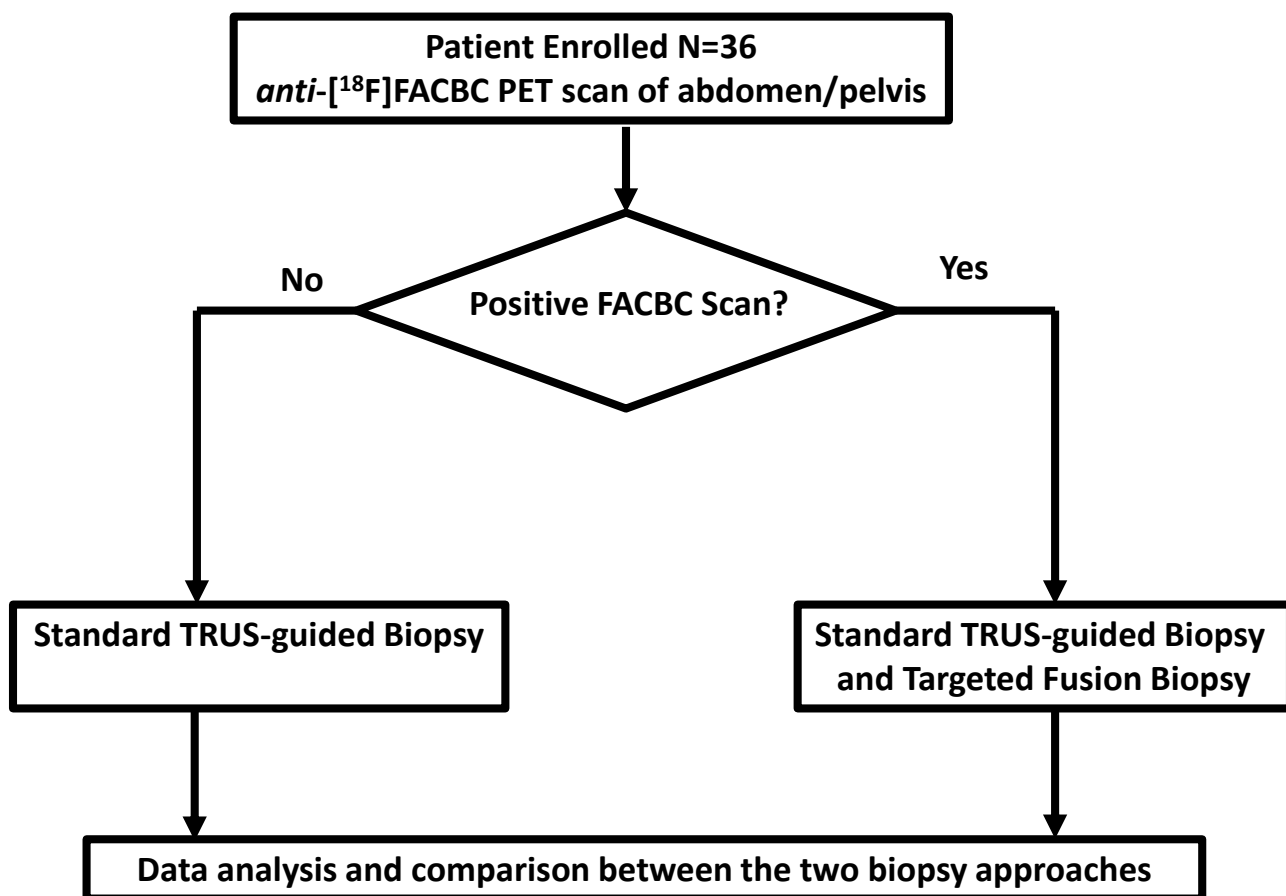 Patient Enrolled N=36
anti-[¹⁸F]FACBC PET scan of abdomen/pelvis
No
Yes
Positive FACBC Scan?
Standard TRUS-guided Biopsy
Standard TRUS-guided Biopsy
and Targeted Fusion Biopsy
Data analysis and comparison between the two biopsy approaches